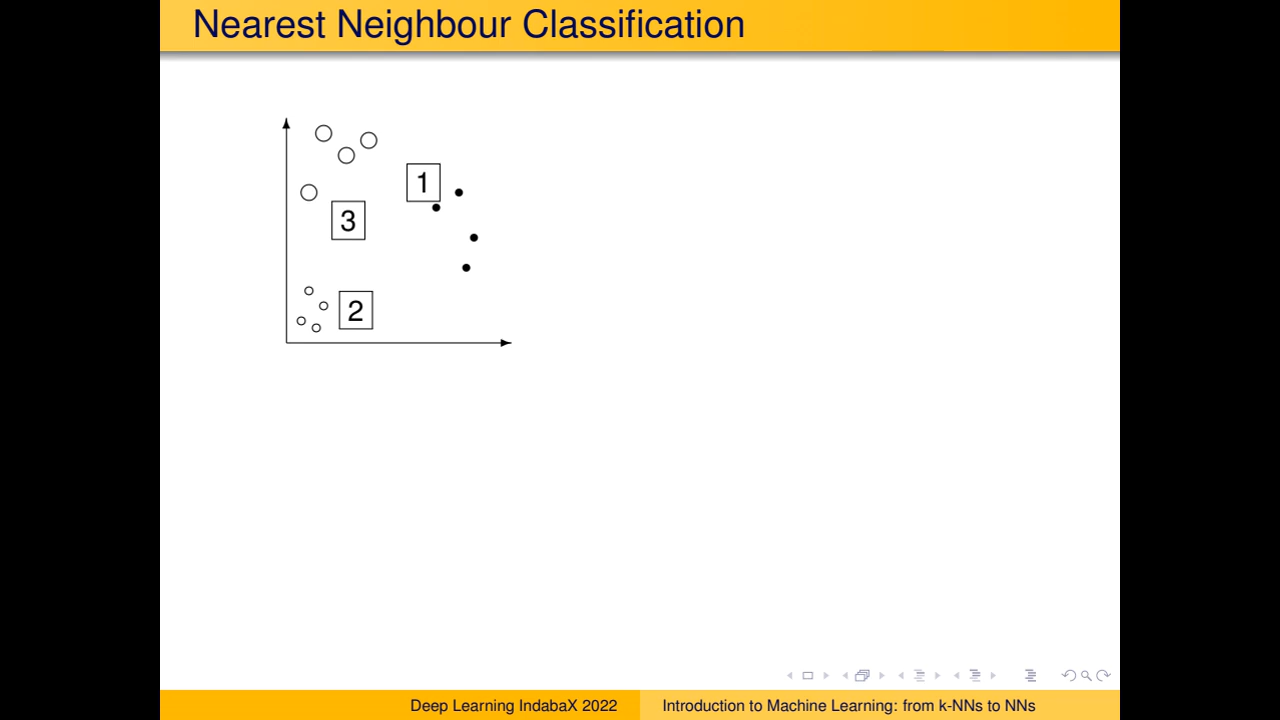 Nearest Neighbour Classification
1
3
2
Deep Learning IndabaX 2022
Introduction to Machine Learning: from k-NNs to NNs